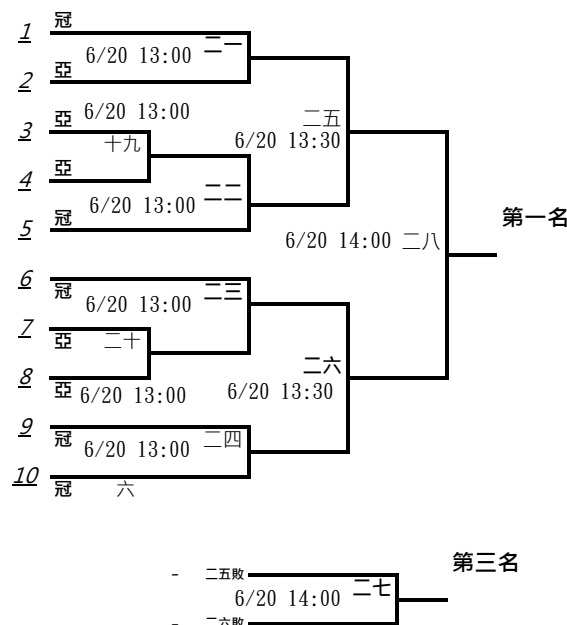 冠
1
6/20 13:00 二一
亞
2
亞 6/20 13:00
3
十九
二五
6/20 13:30
亞
4
6/20 13:00 二二
冠
5
第一名
6/20 14:00 二八
6
冠 6/20 13:00 二三
7
亞 二十
二六
8
亞 6/20 13:00
6/20 13:30
9
冠 6/20 13:00 二四
10
冠 六
第三名
- 二五敗
6/20 14:00 二七
- 二六敗